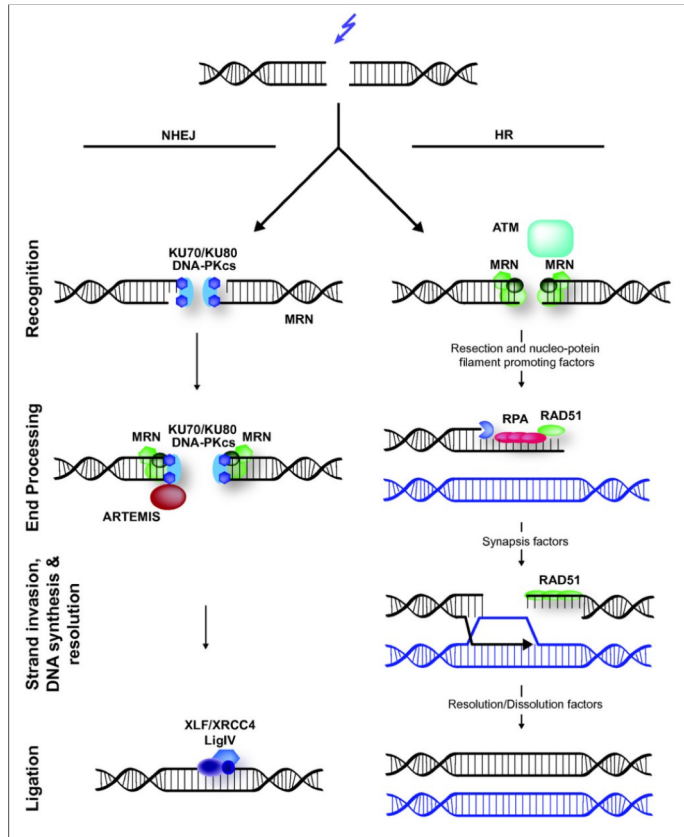 NHEJ
HR
Recognition
KU70/KU80
DNA-PKcs
MRN
ATM
MRN
MRN
Resection and nucleo-potein
filament promoting factors
End Processing
MRN
KU70/KU80
DNA-PKcs
MRN
ARTEMIS
RPA
RAD51
Synapsis factors
Strand invasion,
DNA synthesis &
resolution
RAD51
Resolution/Dissolution factors
Ligation
XLF/XRCC4
LigIV